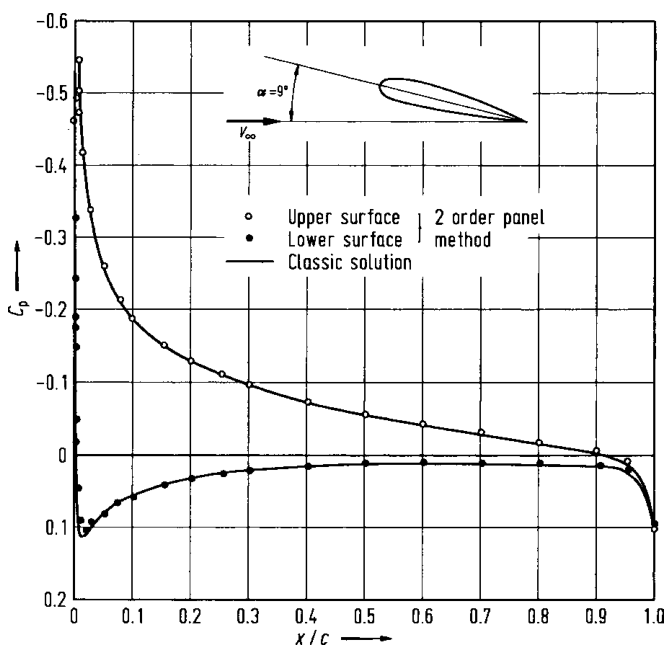 -0.6
-0.5
-0.4
-0.3
-0.2
-0.1
0
0.1
0.2
Cp
α=9°
V∞
Upper surface
Lower surface
2 order panel
method
Classic solution
0 0.1 0.2 0.3 0.4 0.5 0.6 0.7 0.8 0.9 1.0
x/c